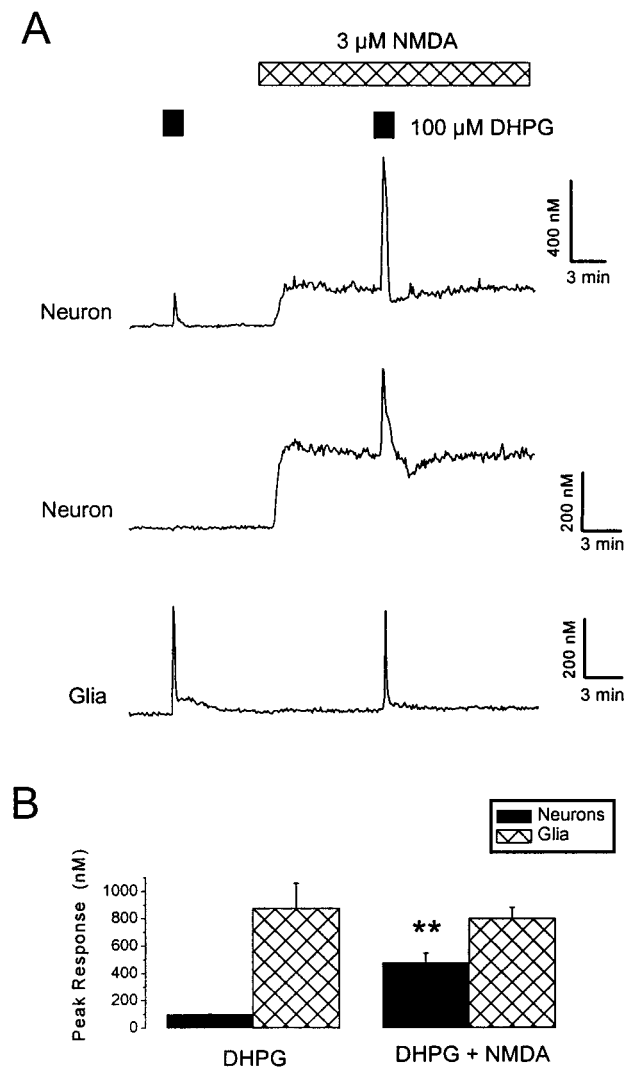 A
3 µM NMDA
100 µM DHPG
400 nM
3 min
Neuron
Neuron
200 nM
3 min
Glia
200 nM
3 min
B
Neurons
Glia
Peak Response (nM)
1000
800
600
400
200
0
**
DHPG
DHPG + NMDA